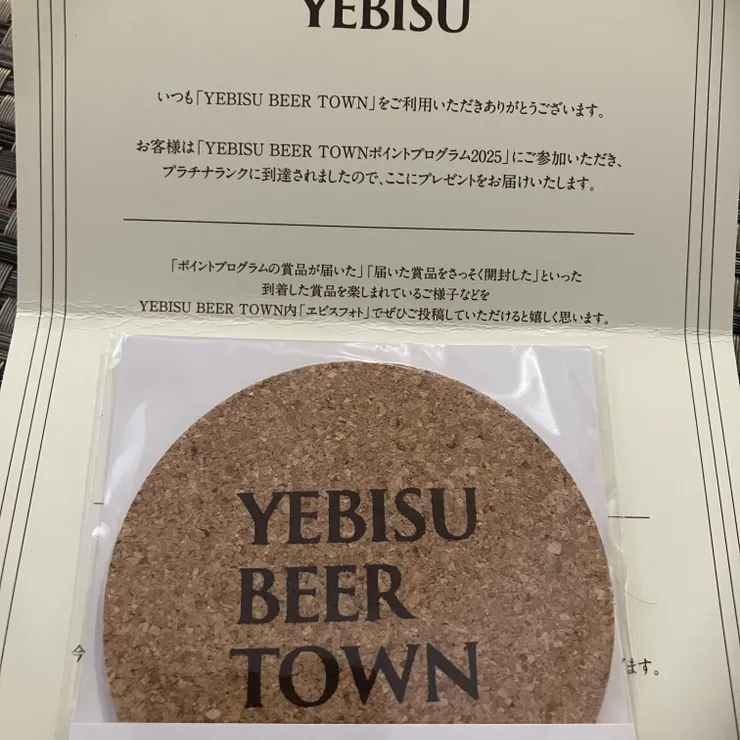 YEBISU
いつも「YEBISU BEER TOWN」をご利用いただきありがとうございます。
お客様は「YEBISU BEER TOWNポイントプログラム2025」にご参加いただき、
プラチナランクに到達されましたので、ここにプレゼントをお届けいたします。
「ポイントプログラムの賞品が届いた」「届いた賞品をさっそく開封した」といった
到着した賞品を楽しまれているご様子などを
YEBISU BEER TOWN内「ヱビスフォト」でぜひご投稿していただけると嬉しく思います。
YEBISU
BEER
TOWN
今
ます。